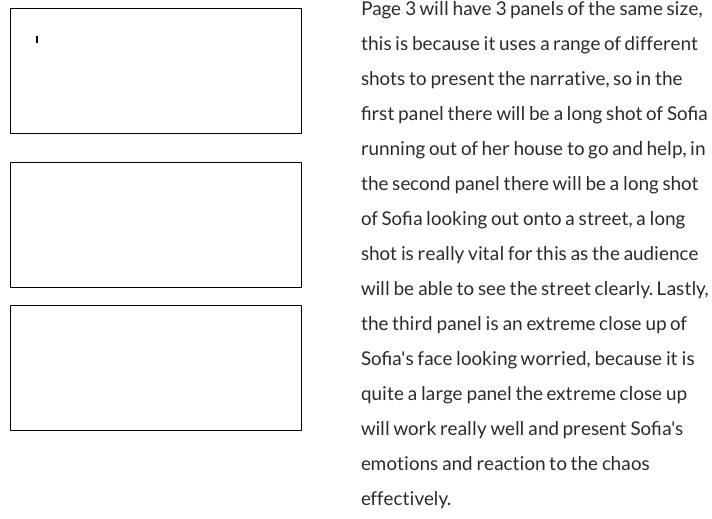 Page 3 will have 3 panels of the same size,
this is because it uses a range of different
shots to present the narrative, so in the
first panel there will be a long shot of Sofia
running out of her house to go and help, in
the second panel there will be a long shot
of Sofia looking out onto a street, a long
shot is really vital for this as the audience
will be able to see the street clearly. Lastly,
the third panel is an extreme close up of
Sofia's face looking worried, because it is
quite a large panel the extreme close up
will work really well and present Sofia's
emotions and reaction to the chaos
effectively.